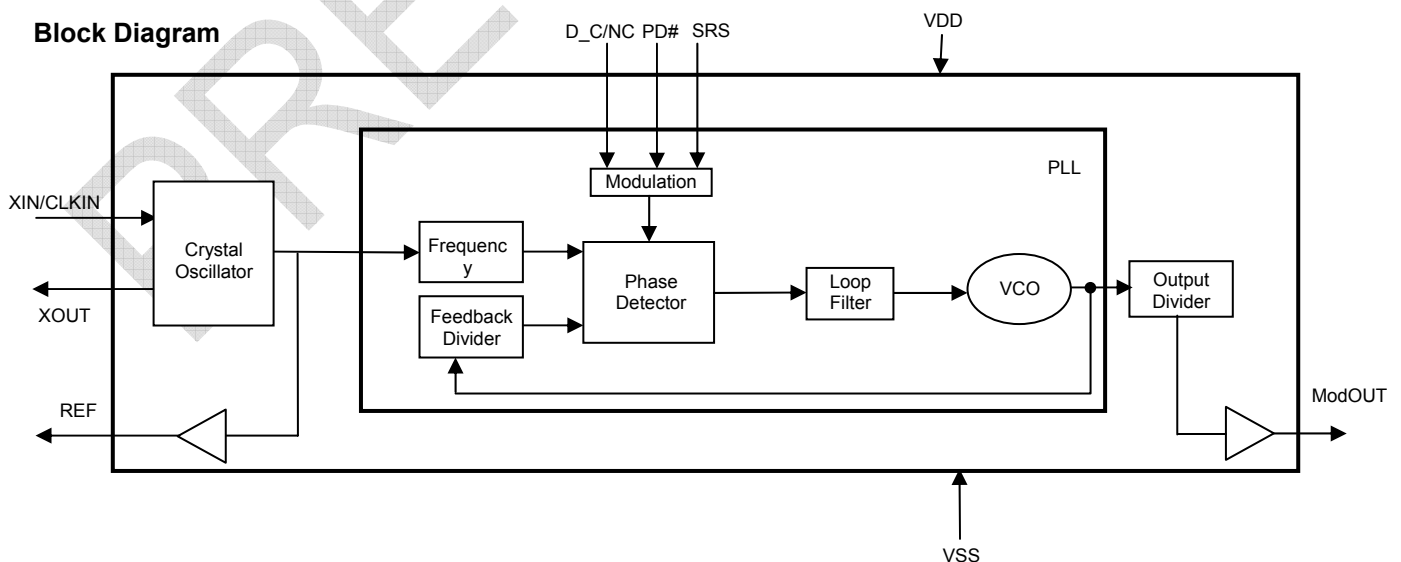 Block Diagram
D_C/NC PD# SRS
VDD
PLL
Modulation
XIN/CLKIN
Crystal
Oscillator
XOUT
REF
Frequenc
y
Feedback
Divider
Phase
Detector
Loop
Filter
VCO
Output
Divider
ModOUT
VSS
PRE